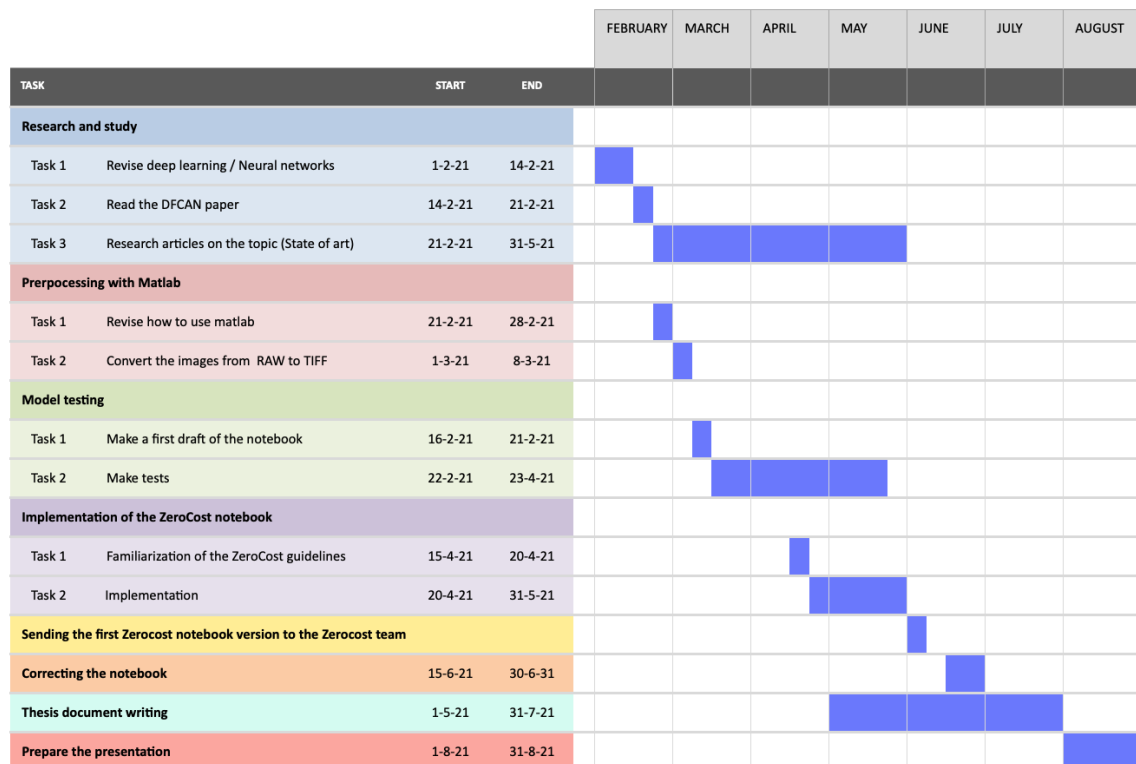 FEBRUARY MARCH APRIL MAY JUNE JULY AUGUST
TASK START END
Research and study
Task 1 Revise deep learning / Neural networks 1-2-21 14-2-21
Task 2 Read the DFCAN paper 14-2-21 21-2-21
Task 3 Research articles on the topic (State of art) 21-2-21 31-5-21
Prerpocessing with Matlab
Task 1 Revise how to use matlab 21-2-21 28-2-21
Task 2 Convert the images from RAW to TIFF 1-3-21 8-3-21
Model testing
Task 1 Make a first draft of the notebook 16-2-21 21-2-21
Task 2 Make tests 22-2-21 23-4-21
Implementation of the ZeroCost notebook
Task 1 Familiarization of the ZeroCost guidelines 15-4-21 20-4-21
Task 2 Implementation 20-4-21 31-5-21
Sending the first Zerocost notebook version to the Zerocost team
Correcting the notebook 15-6-21 30-6-31
Thesis document writing 1-5-21 31-7-21
Prepare the presentation 1-8-21 31-8-21